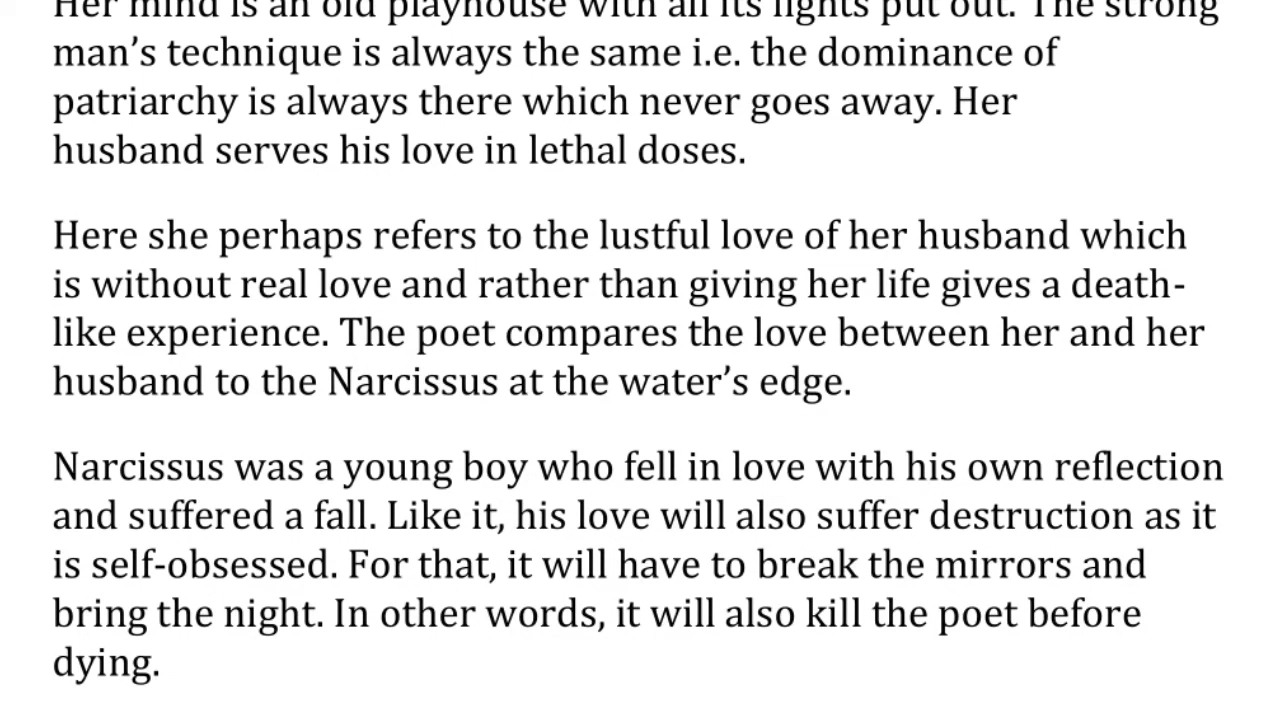 Her mind is an old playhouse with all its lights put out. The strong
man’s technique is always the same i.e. the dominance of
patriarchy is always there which never goes away. Her
husband serves his love in lethal doses.
Here she perhaps refers to the lustful love of her husband which
is without real love and rather than giving her life gives a death-
like experience. The poet compares the love between her and her
husband to the Narcissus at the water’s edge.
Narcissus was a young boy who fell in love with his own reflection
and suffered a fall. Like it, his love will also suffer destruction as it
is self-obsessed. For that, it will have to break the mirrors and
bring the night. In other words, it will also kill the poet before
dying.